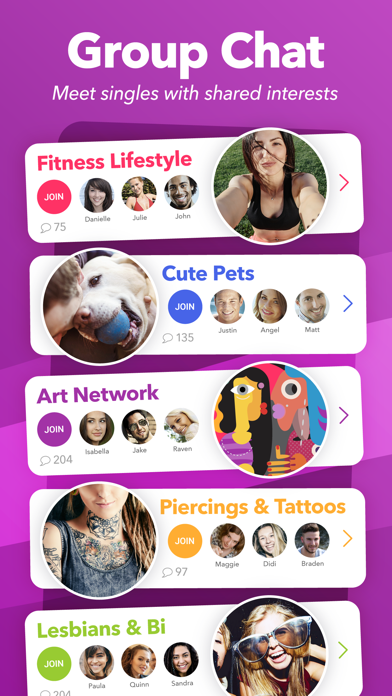 Group Chat
Meet singles with shared interests
Fitness Lifestyle
JOIN
Danielle
Julie
John
75
Cute Pets
JOIN
Justin
Angel
Matt
135
Art Network
JOIN
Isabella
Jake
Raven
204
Piercings & Tattoos
JOIN
Maggie
Didi
Braden
97
Lesbians & Bi
JOIN
Paula
Quinn
Sandra
204